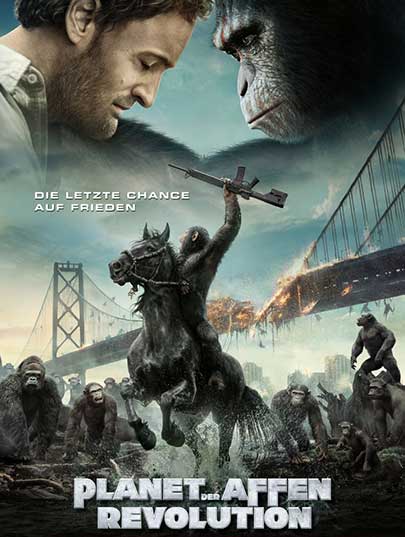 DIE LETZTE CHANCE
AUF FRIEDEN
PLANET DER AFFEN
REVOLUTION